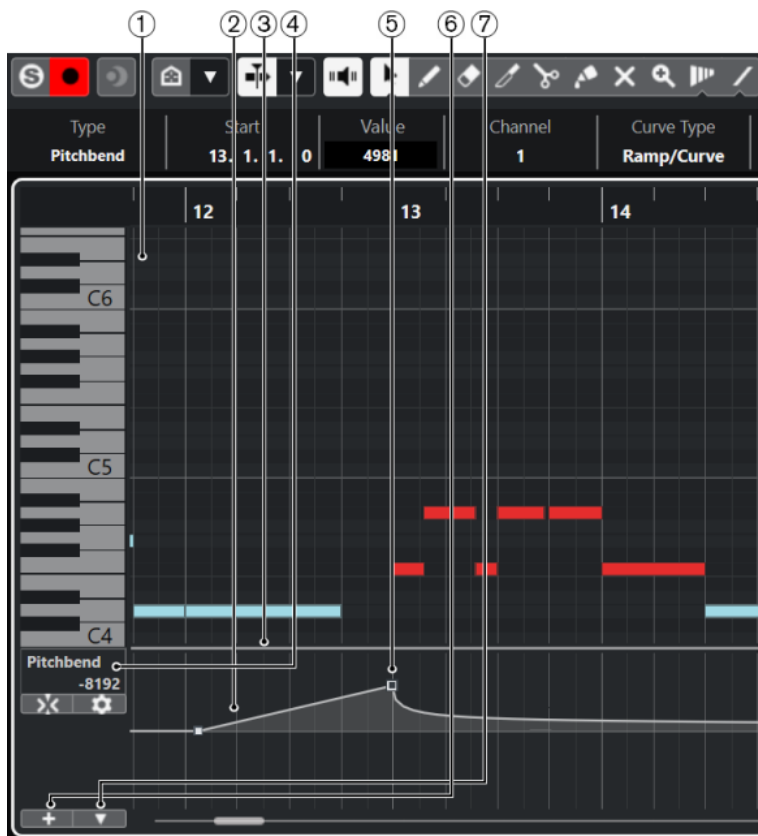 ① ② ③ ④ ⑤ ⑥ ⑦
S
Type Start Value Channel Curve Type
Pitchbend 13. 1. 1. 0 4981 1 Ramp/Curve
12 13 14
C6
C5
C4
Pitchbend
-8192